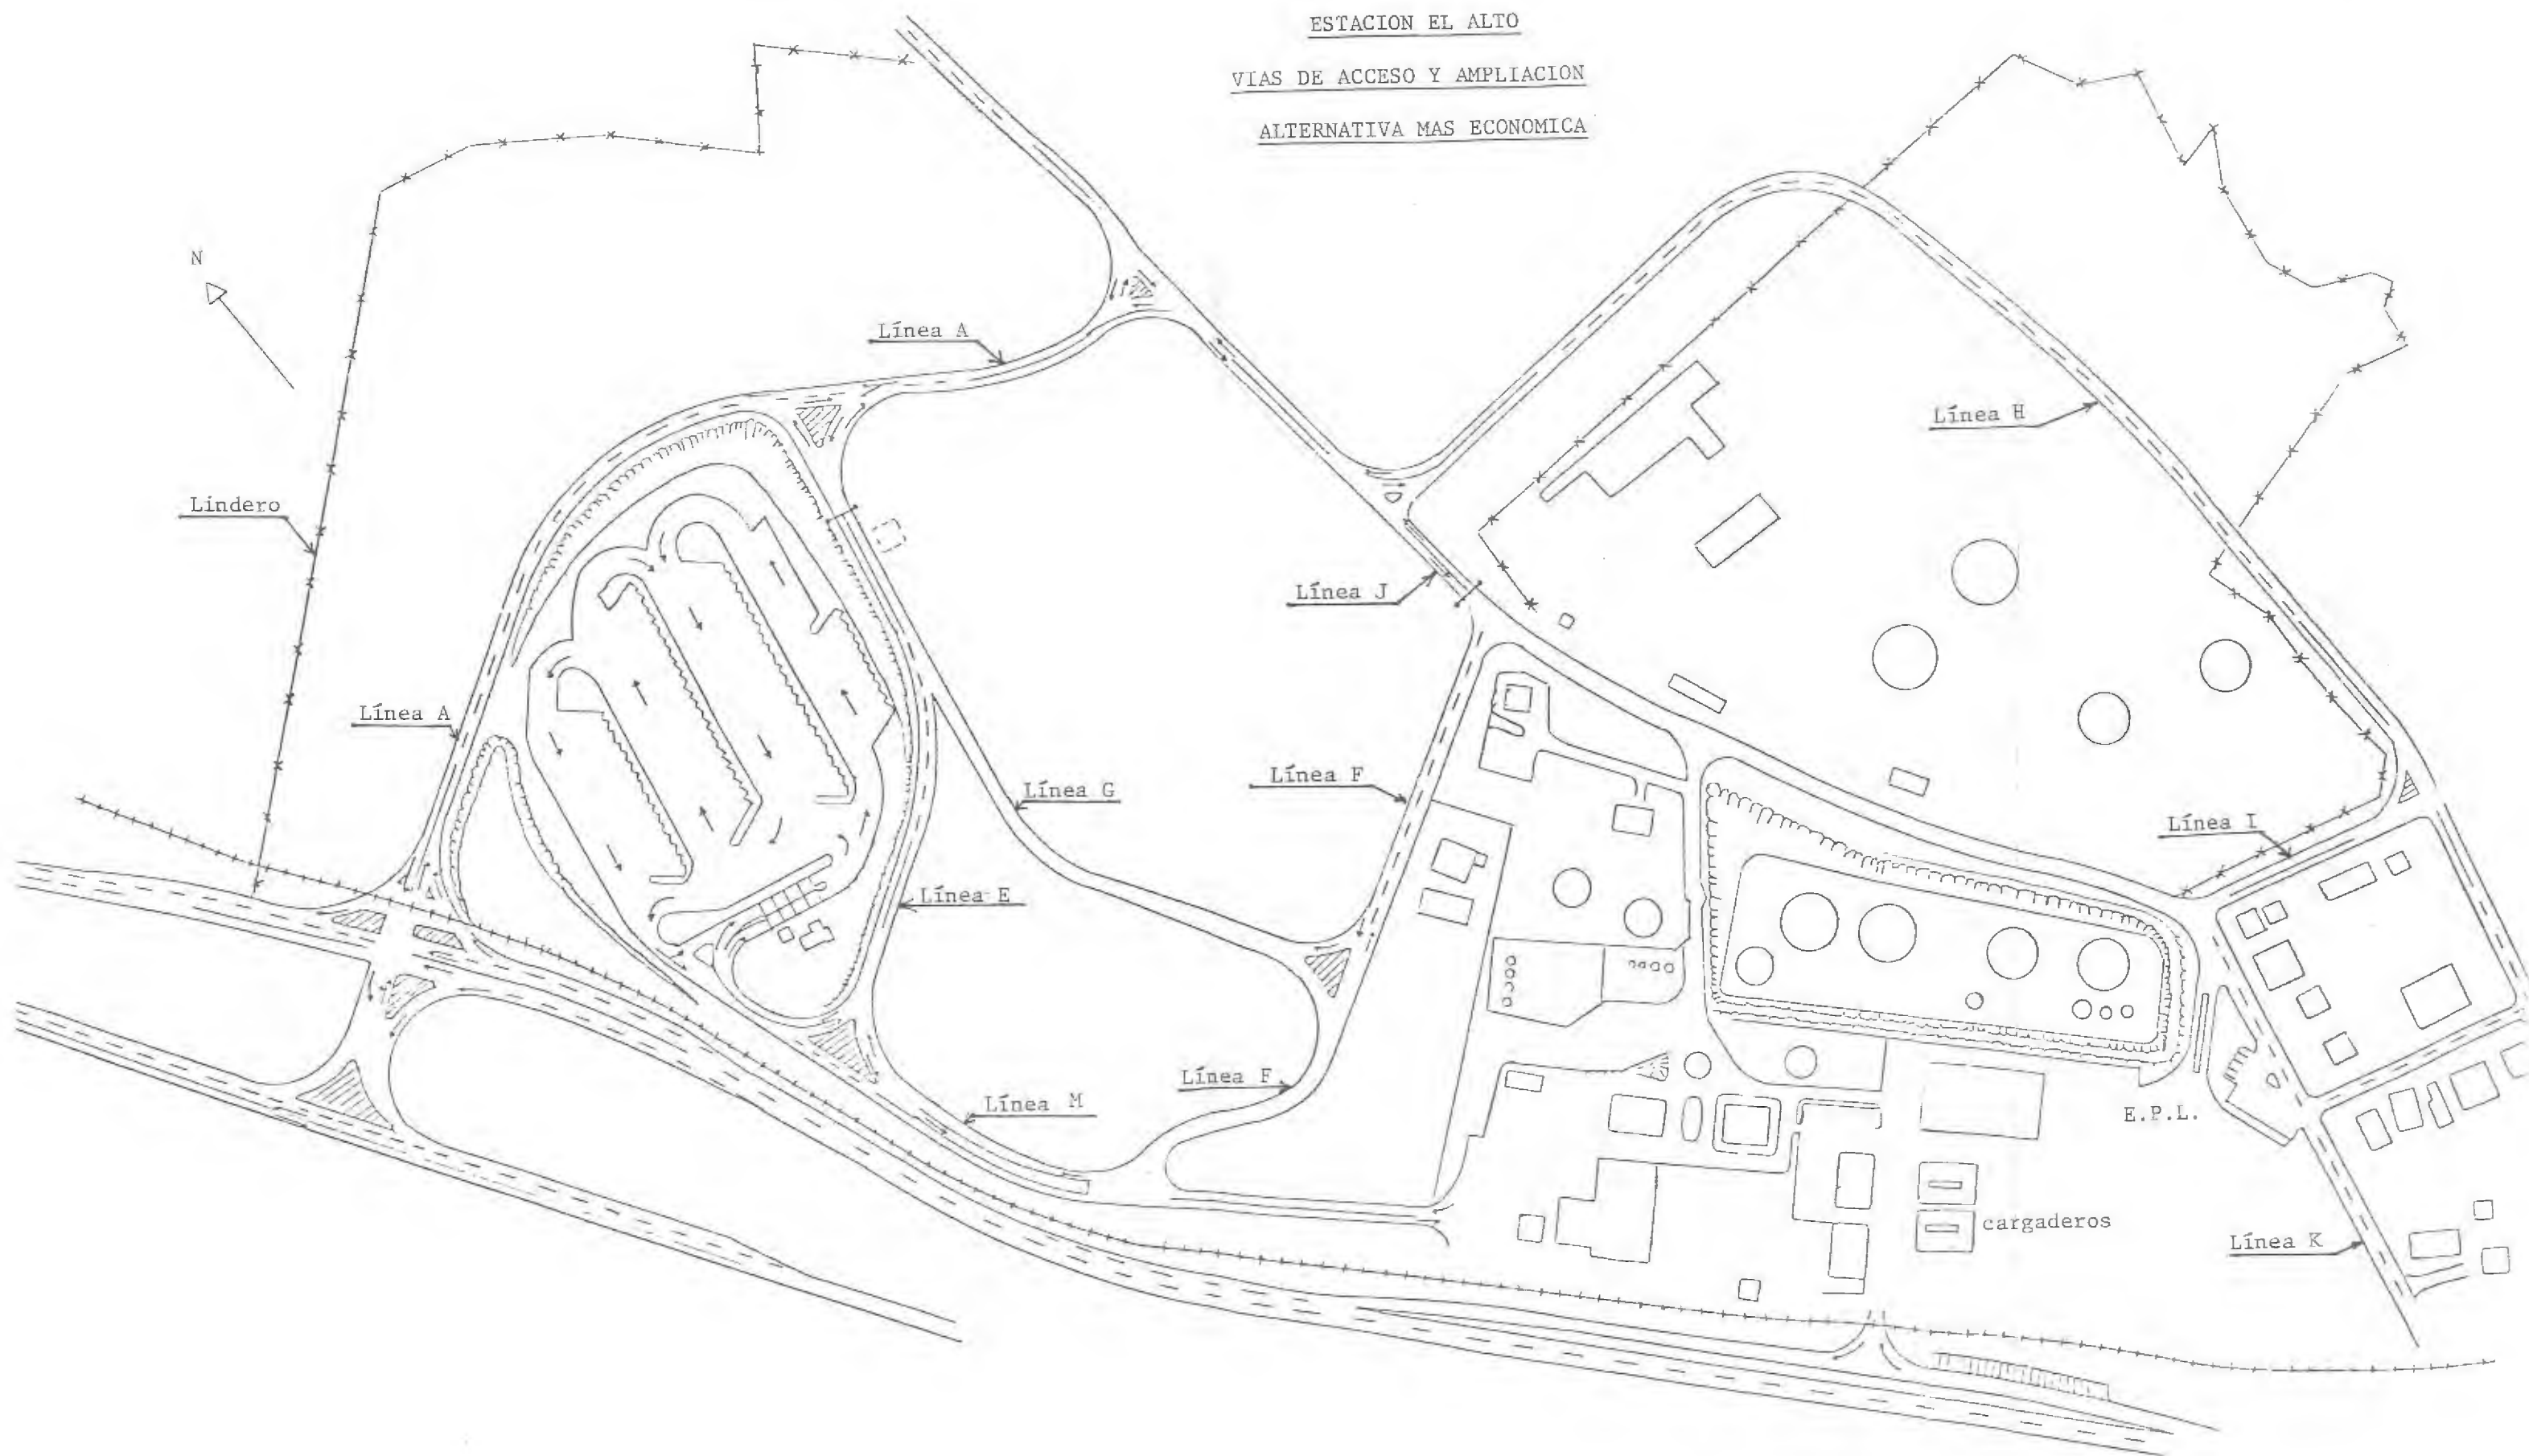 ESTACION EL ALTO
VIAS DE ACCESO Y AMPLIACION
ALTERNATIVA MAS ECONOMICA
N
Línea A
Línea H
Lindero
Línea J
Línea A
Línea F
Línea G
Línea I
Línea E
Línea F
Línea M
E.P.L.
cargaderos
Línea K